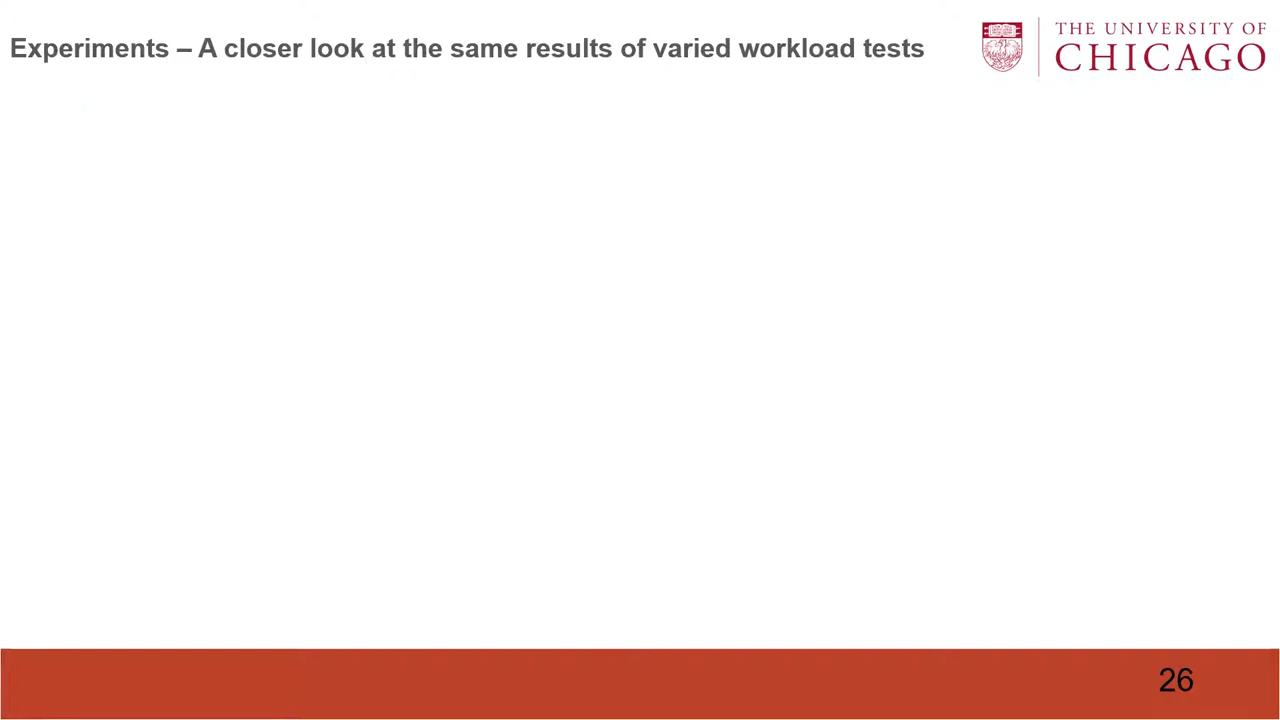 Experiments – A closer look at the same results of varied workload tests
THE UNIVERSITY OF
CHICAGO
26